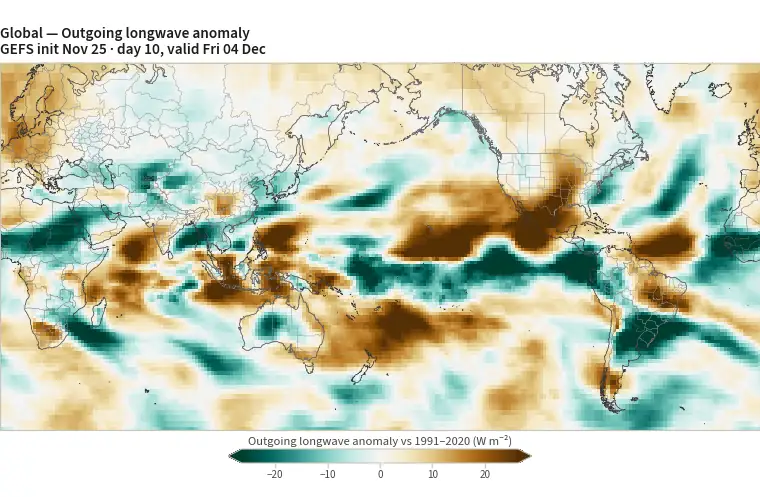 Global — Outgoing longwave anomaly
GEFS init Nov 25 · day 10, valid Fri 04 Dec
Outgoing longwave anomaly vs 1991–2020 (W m⁻²)
−20 −10 0 10 20